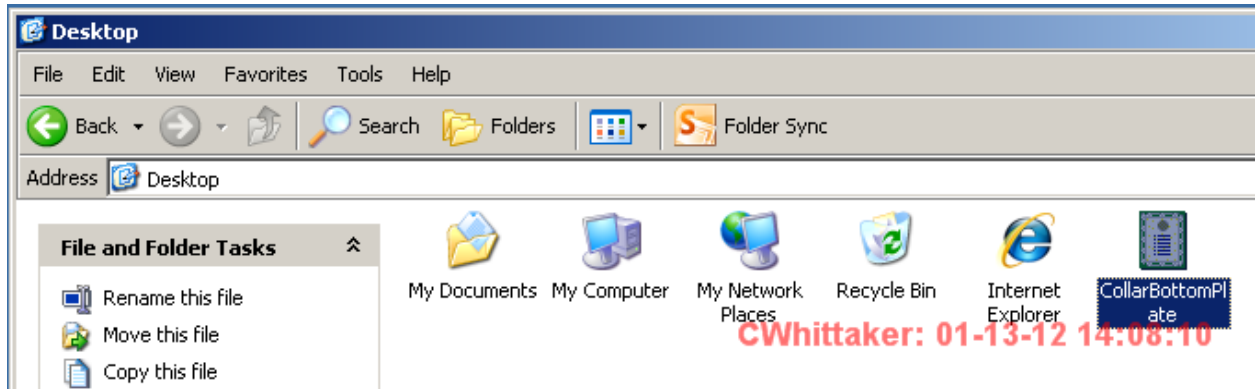 Desktop
File Edit View Favorites Tools Help
Back Search Folders Folder Sync
Address Desktop
File and Folder Tasks
Rename this file
Move this file
Copy this file
My Documents
My Computer
My Network
Places
Recycle Bin
Internet
Explorer
CollarBottomPl
ate
CWhittaker: 01-13-12 14:08:10